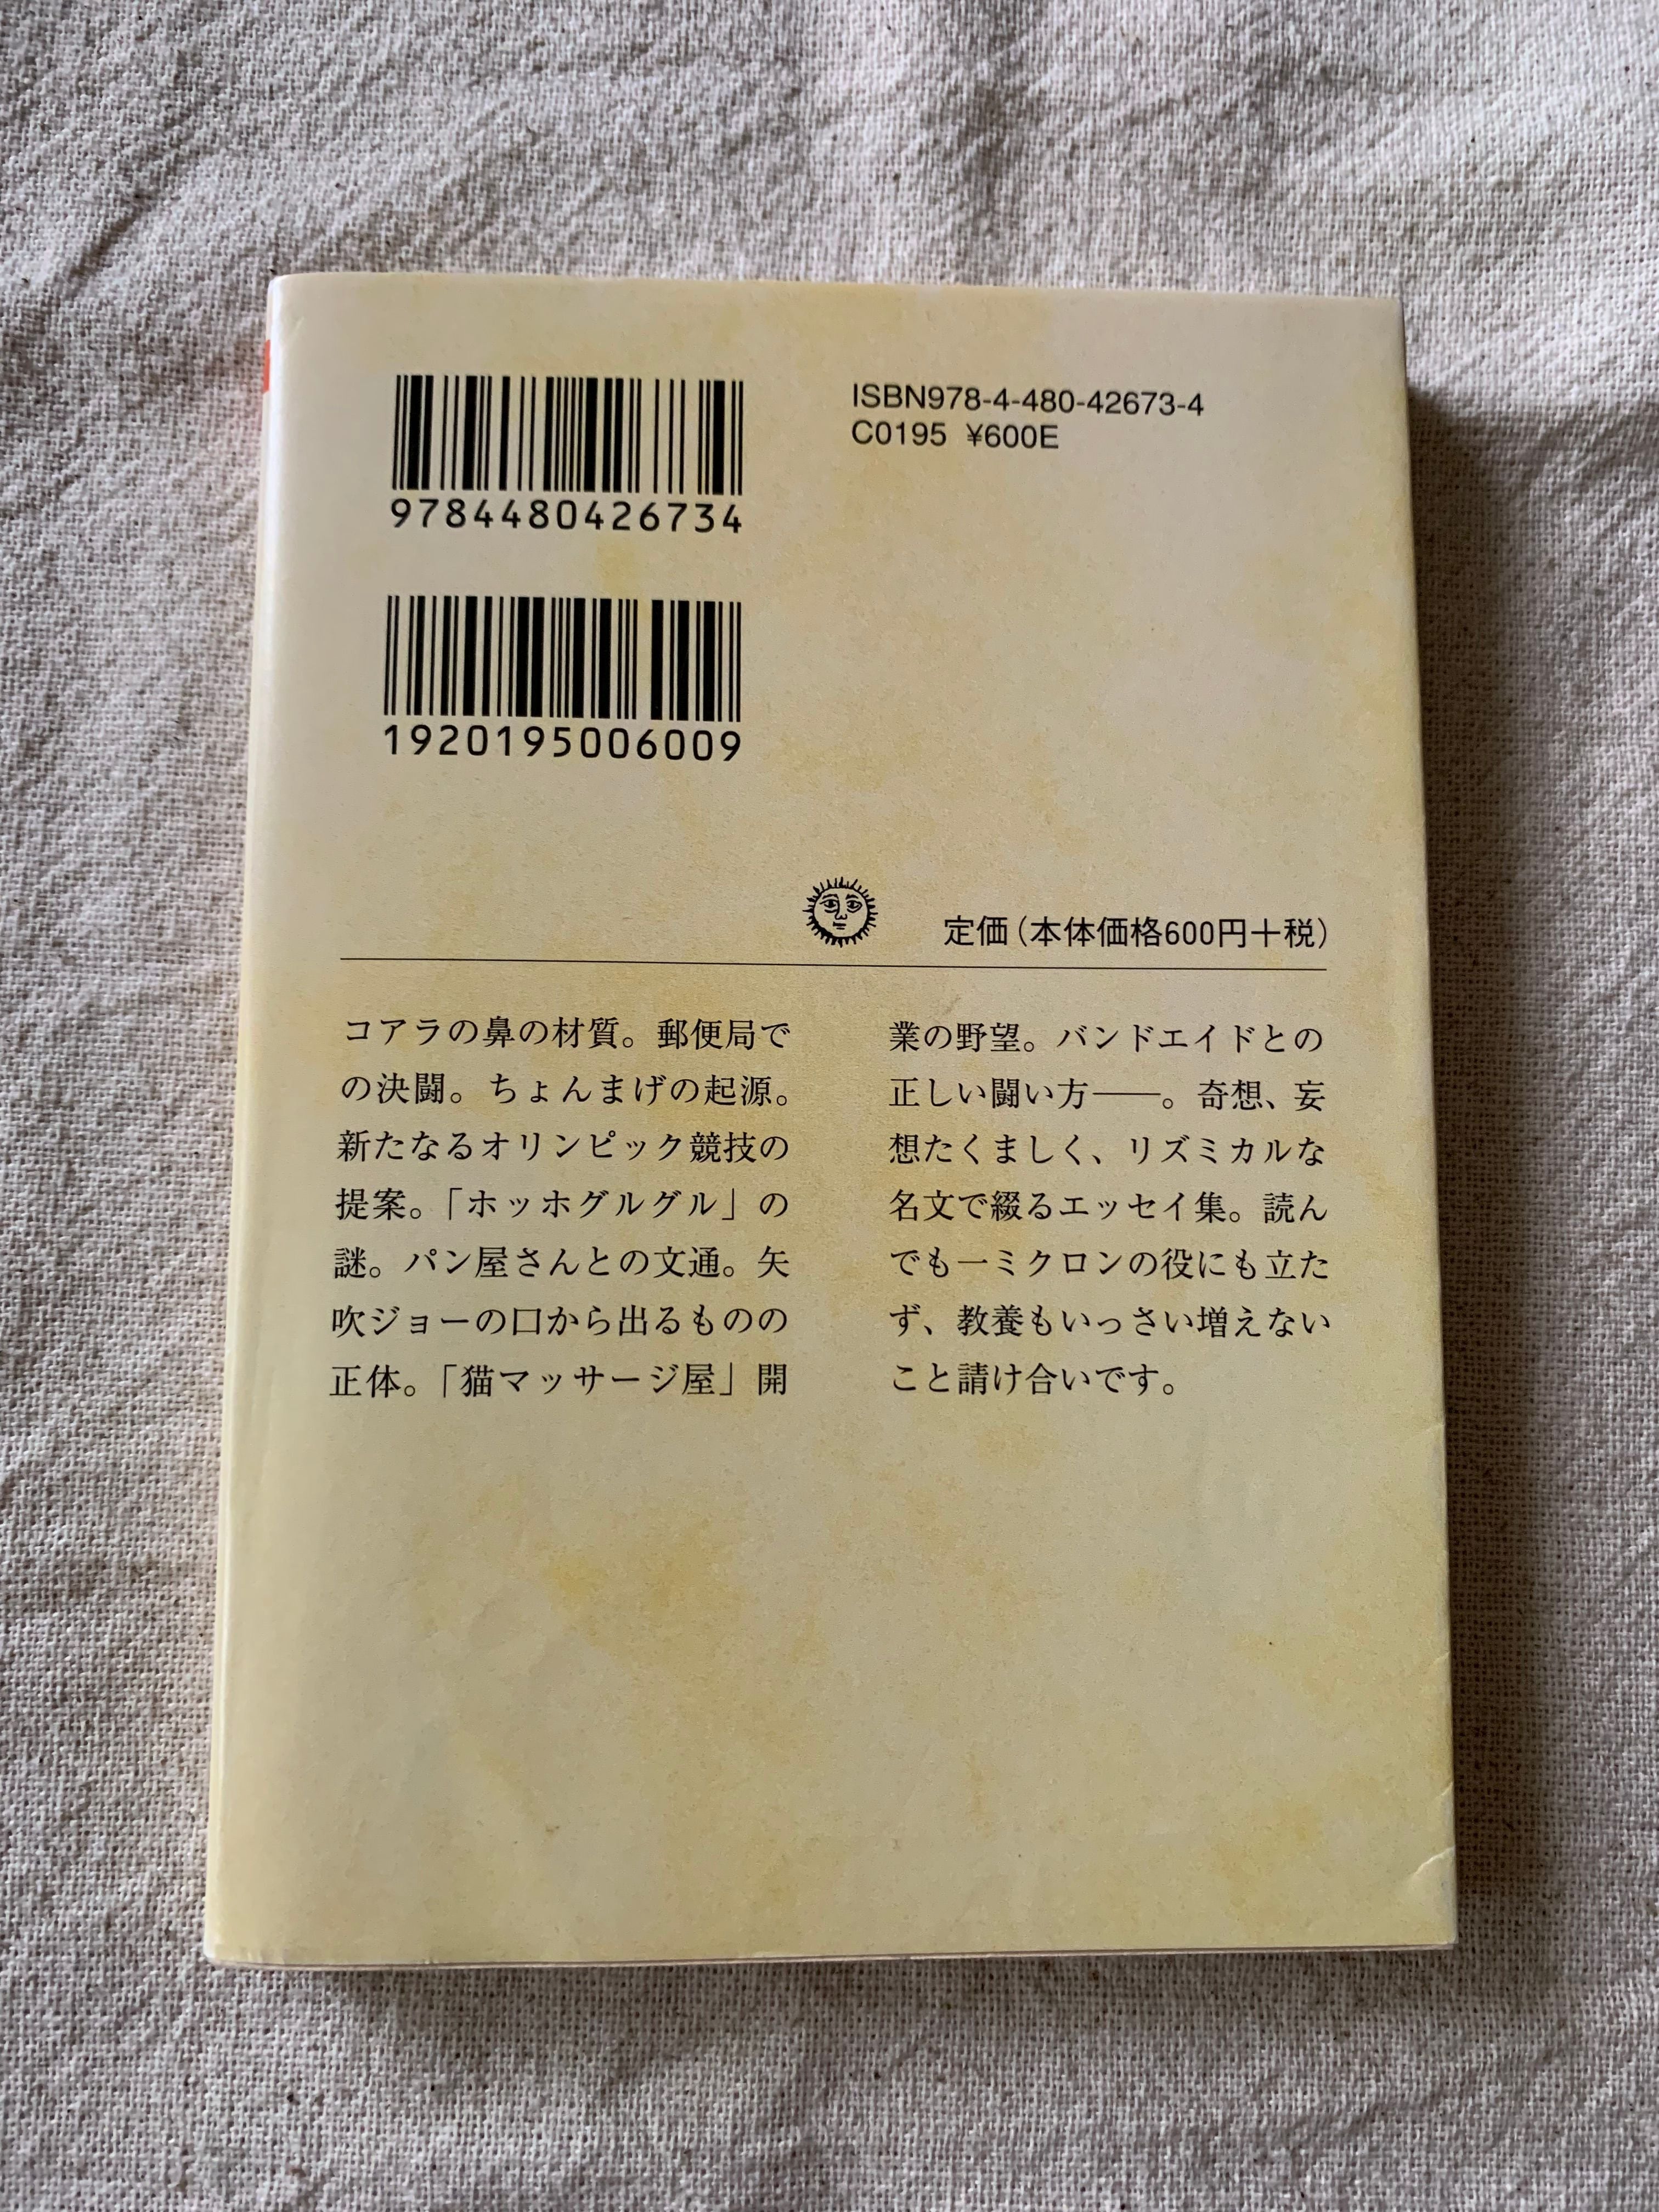 9784480426734
ISBN978-4-480-42673-4
C0195 ¥600E
1920195006009
定価(本体価格600円+税)
コアラの鼻の材質。郵便局で
の決闘。ちょんまげの起源。
新たなるオリンピック競技の
提案。「ホッホグルグル」の
謎。パン屋さんとの文通。矢
吹ジョーの口から出るものの
正体。「猫マッサージ屋」開
業の野望。バンドエイドとの
正しい闘い方——。奇想、妄
想たくましく、リズミカルな
名文で綴るエッセイ集。読ん
でも一ミクロンの役にも立た
ず、教養もいっさい増えない
こと請け合いです。